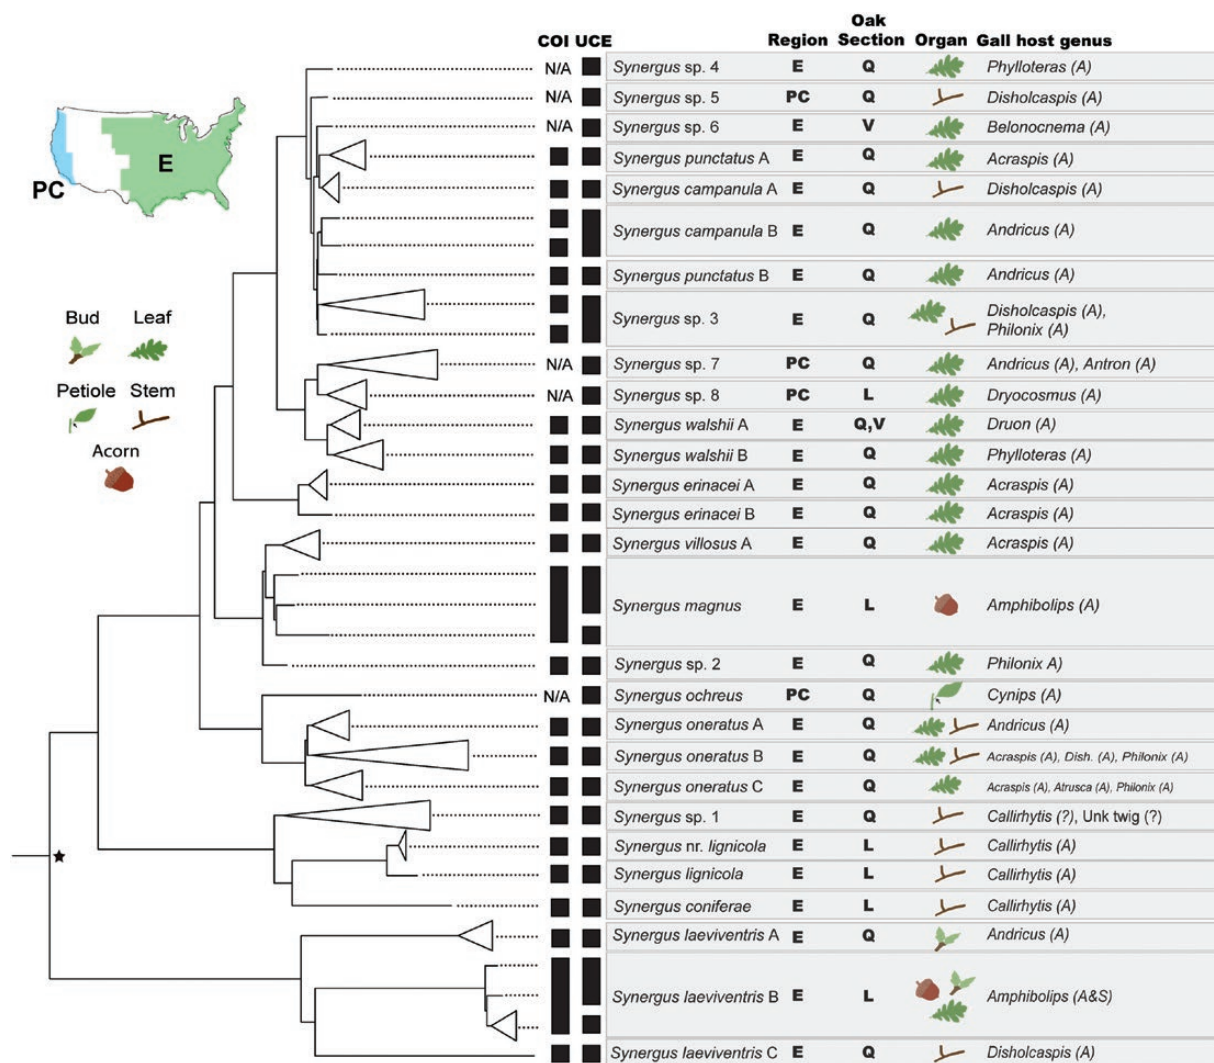 COI UCE Region Oak Section Organ Gall host genus
N/A Synergus sp. 4 E Q Phylloteras (A)
N/A Synergus sp. 5 PC Q Disholcaspis (A)
N/A Synergus sp. 6 E V Belonocnema (A)
Synergus punctatus A E Q Acraspis (A)
Synergus campanula A E Q Disholcaspis (A)
Synergus campanula B E Q Andricus (A)
Synergus punctatus B E Q Andricus (A)
Synergus sp. 3 E Q Disholcaspis (A),
Philonix (A)
N/A Synergus sp. 7 PC Q Andricus (A), Antron (A)
N/A Synergus sp. 8 PC L Dryocosmus (A)
Synergus walshii A E Q,V Druon (A)
Synergus walshii B E Q Phylloteras (A)
Synergus erinacei A E Q Acraspis (A)
Synergus erinacei B E Q Acraspis (A)
Synergus villosus A E Q Acraspis (A)
Synergus magnus E L Amphibolips (A)
Synergus sp. 2 E Q Philonix A)
N/A Synergus ochreus PC Q Cynips (A)
Synergus oneratus A E Q Andricus (A)
Synergus oneratus B E Q Acraspis (A), Dish. (A), Philonix (A)
Synergus oneratus C E Q Acraspis (A), Atrusca (A), Philonix (A)
Synergus sp. 1 E Q Callirhytis (?), Unk twig (?)
Synergus nr. lignicola E L Callirhytis (A)
Synergus lignicola E L Callirhytis (A)
Synergus coniferae E L Callirhytis (A)
Synergus laeviventris A E Q Andricus (A)
Synergus laeviventris B E L Amphibolips (A&S)
Synergus laeviventris C E Q Disholcaspis (A)
E
PC
Bud Leaf
Petiole Stem
Acorn